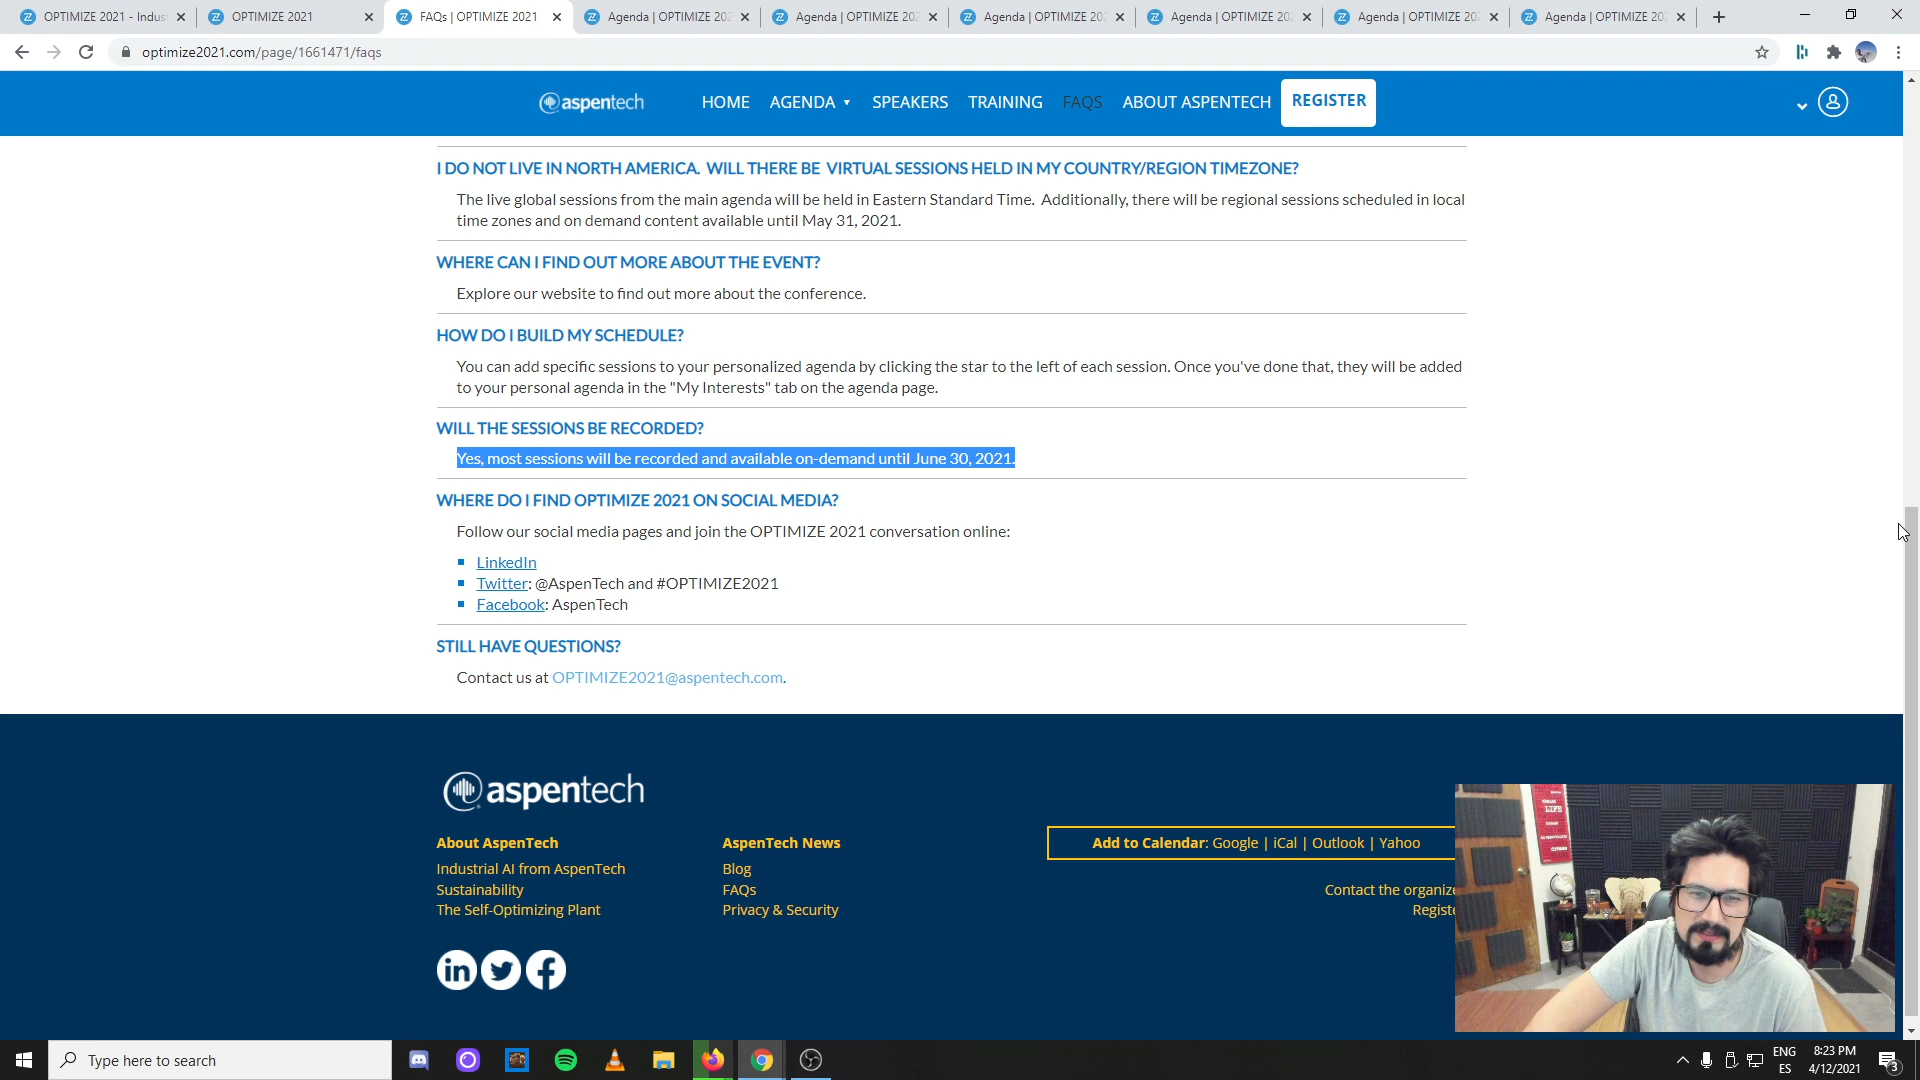 OPTIMIZE 2021 - Indus
OPTIMIZE 2021
FAQs | OPTIMIZE 2021
Agenda | OPTIMIZE 202
Agenda | OPTIMIZE 202
Agenda | OPTIMIZE 202
Agenda | OPTIMIZE 202
Agenda | OPTIMIZE 202
Agenda | OPTIMIZE 202
optimize2021.com/page/1661471/faqs
aspentech
HOME
AGENDA
SPEAKERS
TRAINING
FAQS
ABOUT ASPENTECH
REGISTER
I DO NOT LIVE IN NORTH AMERICA. WILL THERE BE VIRTUAL SESSIONS HELD IN MY COUNTRY/REGION TIMEZONE?
The live global sessions from the main agenda will be held in Eastern Standard Time. Additionally, there will be regional sessions scheduled in local
time zones and on demand content available until May 31, 2021.
WHERE CAN I FIND OUT MORE ABOUT THE EVENT?
Explore our website to find out more about the conference.
HOW DO I BUILD MY SCHEDULE?
You can add specific sessions to your personalized agenda by clicking the star to the left of each session. Once you've done that, they will be added
to your personal agenda in the "My Interests" tab on the agenda page.
WILL THE SESSIONS BE RECORDED?
Yes, most sessions will be recorded and available on-demand until June 30, 2021.
WHERE DO I FIND OPTIMIZE 2021 ON SOCIAL MEDIA?
Follow our social media pages and join the OPTIMIZE 2021 conversation online:
LinkedIn
Twitter: @AspenTech and #OPTIMIZE2021
Facebook: AspenTech
STILL HAVE QUESTIONS?
Contact us at OPTIMIZE2021@aspentech.com.
aspentech
About AspenTech
Industrial AI from AspenTech
Sustainability
The Self-Optimizing Plant
AspenTech News
Blog
FAQs
Privacy & Security
Add to Calendar: Google | iCal | Outlook | Yahoo
Contact the organize
Registe
LIFE
Type here to search
ENG
ES
8:23 PM
4/12/2021
3